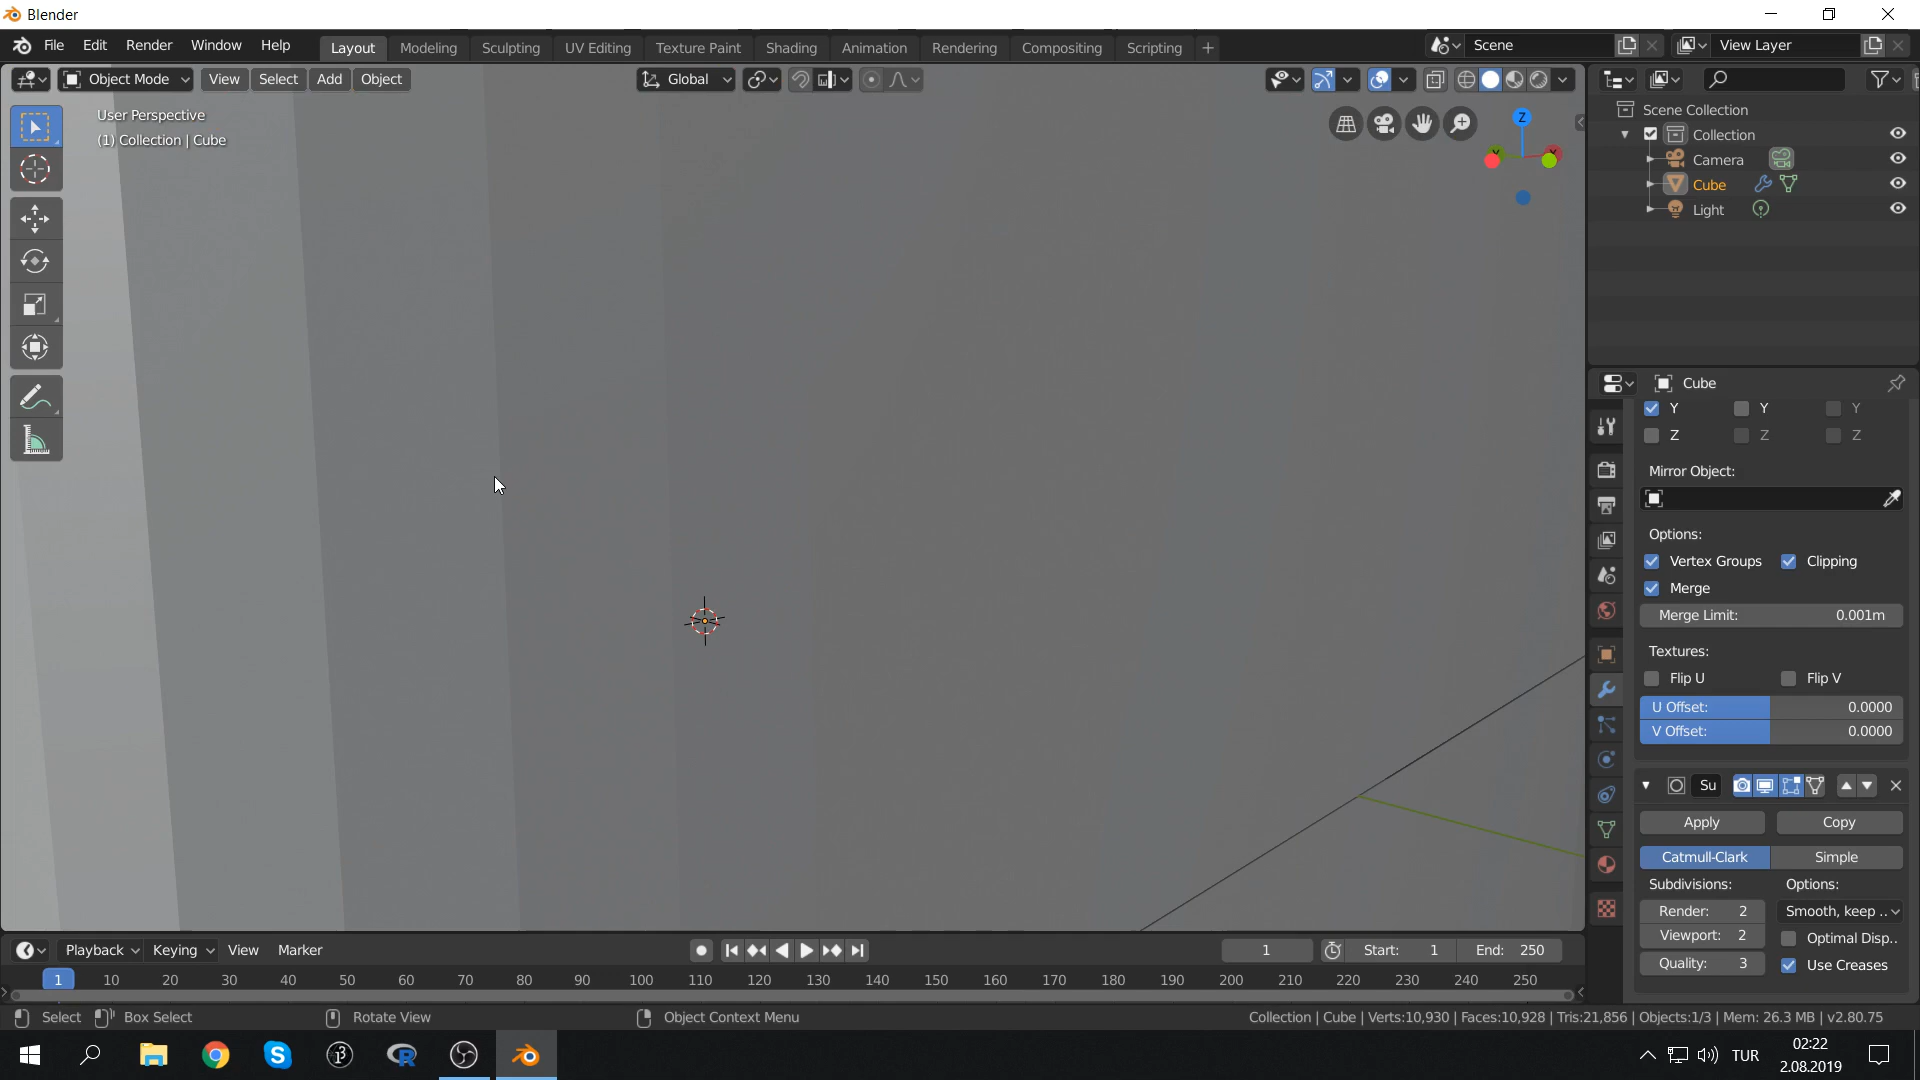 Blender
File Edit Render Window Help Layout Modeling Sculpting UV Editing Texture Paint Shading Animation Rendering Compositing Scripting + Scene View Layer
Object Mode View Select Add Object Global
User Perspective
(1) Collection | Cube
Z
Y
Scene Collection
Collection
Camera
Cube
Light
Cube
Y Y Y
Z Z Z
Mirror Object:
Options:
Vertex Groups Clipping
Merge
Merge Limit: 0.001m
Textures:
Flip U Flip V
U Offset: 0.0000
V Offset: 0.0000
Su
Apply Copy
Catmull-Clark Simple
Subdivisions: Options:
Render: 2 Smooth, keep ..
Viewport: 2 Optimal Disp..
Quality: 3 Use Creases
Playback Keying View Marker 1 Start: 1 End: 250
1 10 20 30 40 50 60 70 80 90 100 110 120 130 140 150 160 170 180 190 200 210 220 230 240 250
Select Box Select Rotate View Object Context Menu Collection | Cube | Verts:10,930 | Faces:10,928 | Tris:21,856 | Objects:1/3 | Mem: 26.3 MB | v2.80.75
TUR 02:22
2.08.2019